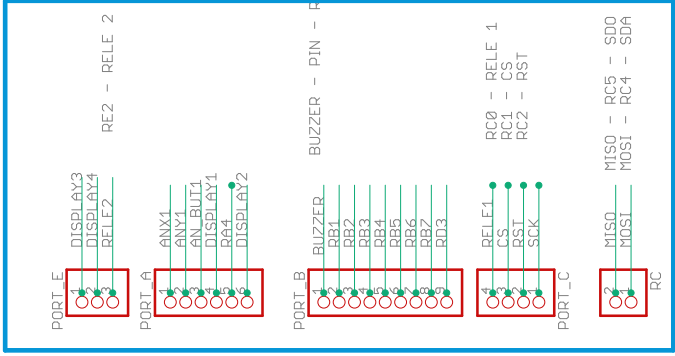 RE2 - RELE 2
BUZZER - PIN - R
RC0 - RELE 1
RC1 - CS
RC2 - RST
MISO - RC5 - SDO
MOSI - RC4 - SDA
DISPLAY3
DISPLAY4
RELE2
ANX1
ANY1
AN_BUT1
DISPLAY1
RA4
DISPLAY2
BUZZER
RB1
RB2
RB3
RB4
RB5
RB6
RB7
RD3
RELE1
CS
RST
SCK
MISO
MOSI
PORT_E
1
2
3
PORT_A
1
2
3
4
5
6
PORT_B
1
2
3
4
5
6
7
8
9
4
3
2
1
PORT_C
2
1
RC